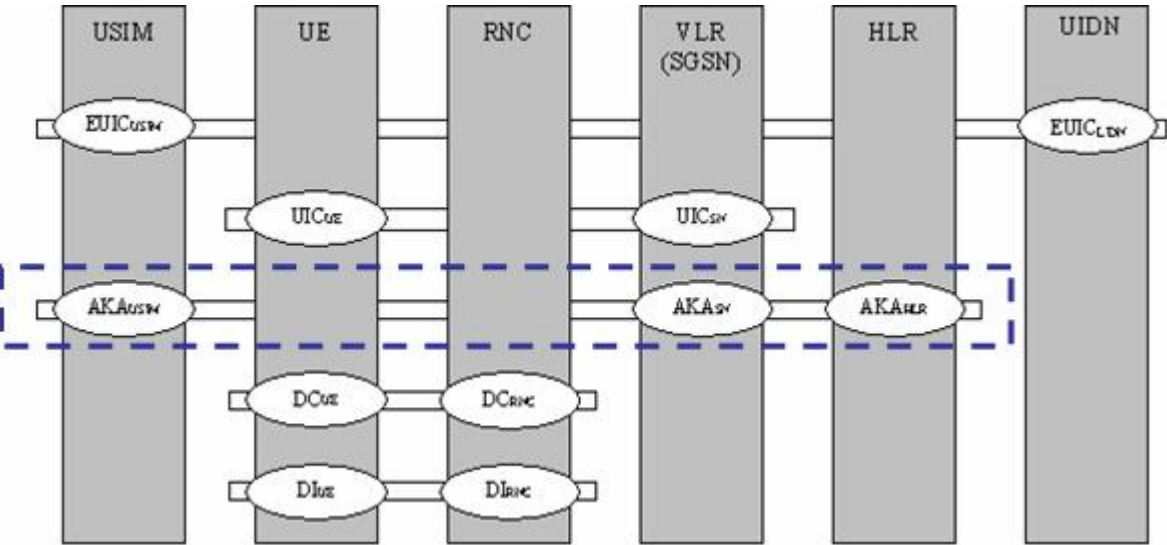 USIM UE RNC VLR (SGSN) HLR UIDN
EUICUSIM EUICUIDN
UICUE UICSN
AKAUSIM AKASN AKAHLR
DCUE DCRNC
DIUE DIRNC